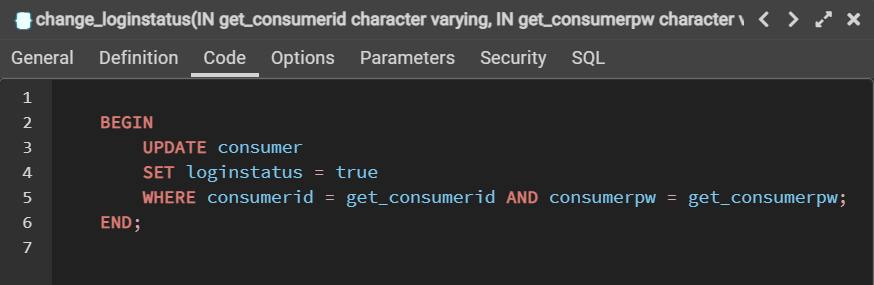 change_loginstatus(IN get_consumerid character varying, IN get_consumerpw character
General Definition Code Options Parameters Security SQL
1
2 BEGIN
3 UPDATE consumer
4 SET loginstatus = true
5 WHERE consumerid = get_consumerid AND consumerpw = get_consumerpw;
6 END;
7